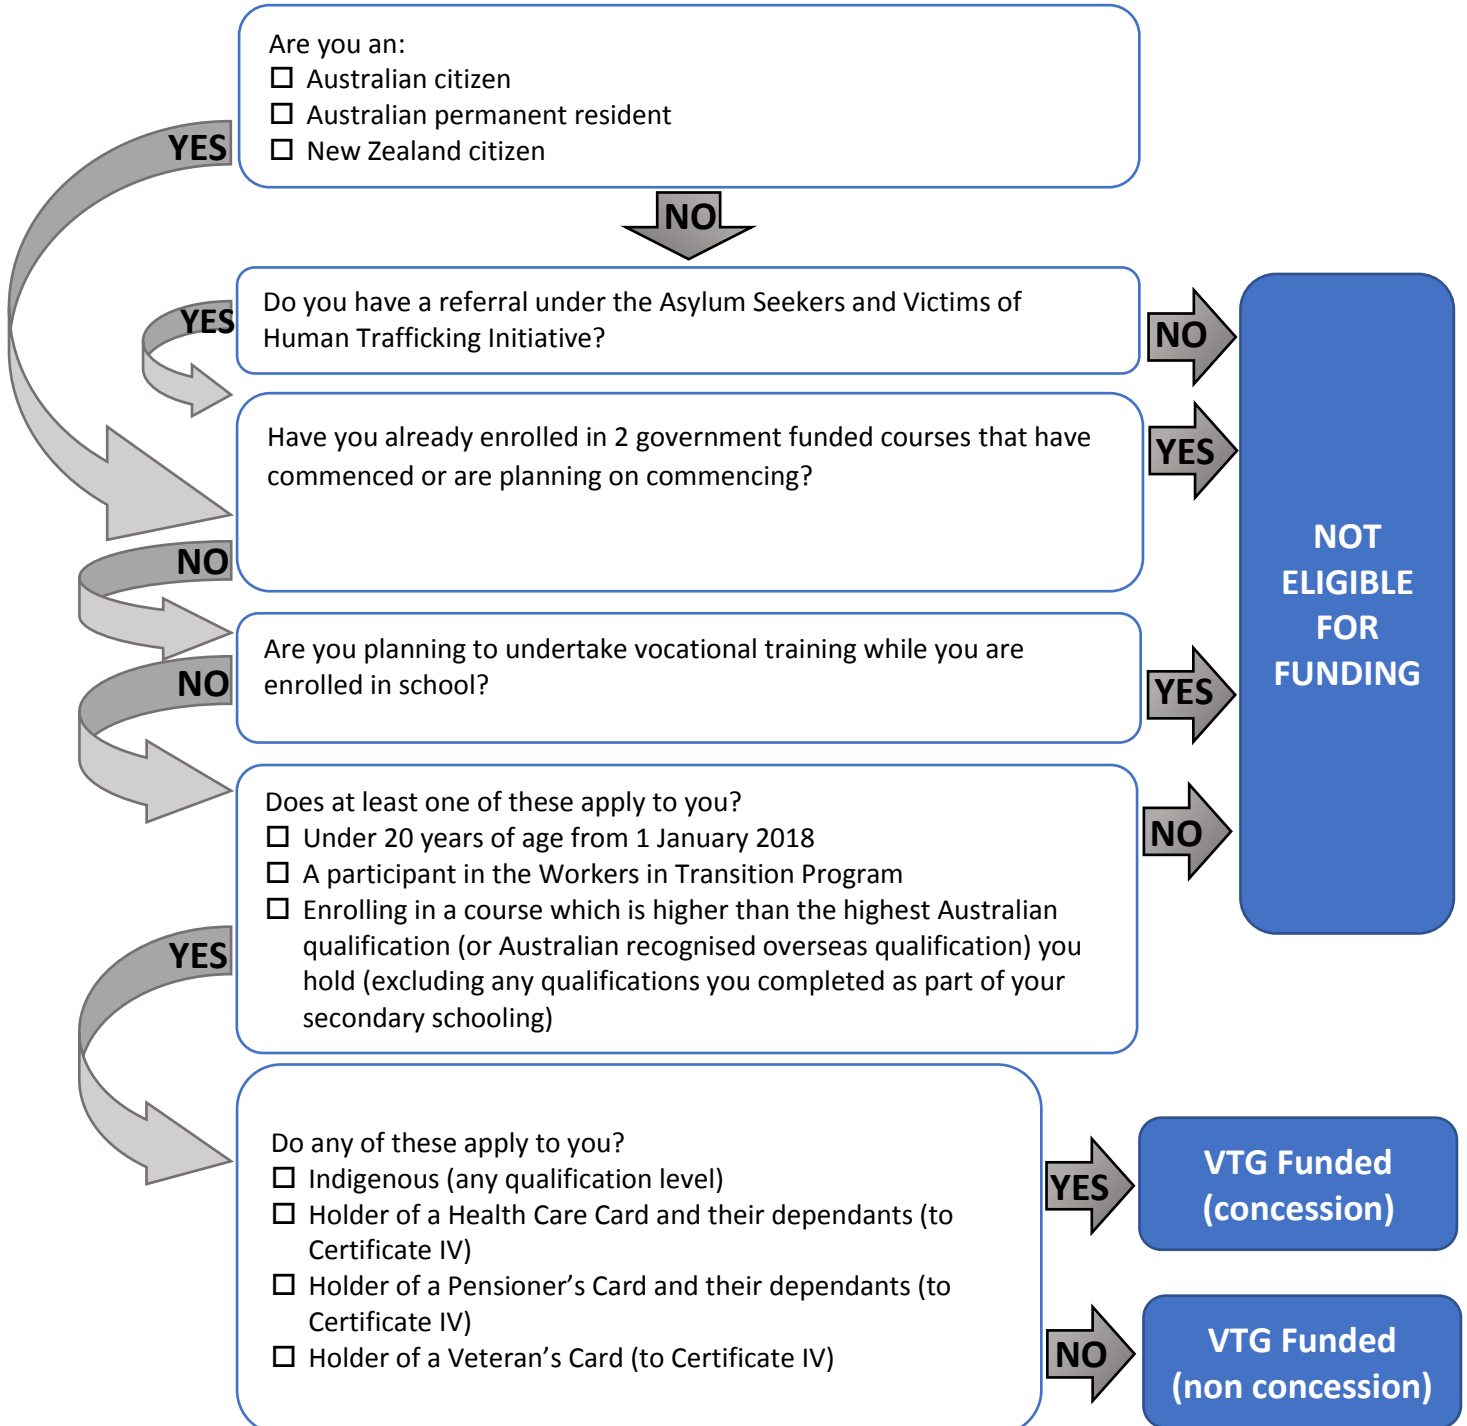 Are you an:
☐ Australian citizen
☐ Australian permanent resident
☐ New Zealand citizen
YES
NO
Do you have a referral under the Asylum Seekers and Victims of
Human Trafficking Initiative?
YES
NO
Have you already enrolled in 2 government funded courses that have
commenced or are planning on commencing?
YES
NO
Are you planning to undertake vocational training while you are
enrolled in school?
YES
NO
NOT
ELIGIBLE
FOR
FUNDING
Does at least one of these apply to you?
☐ Under 20 years of age from 1 January 2018
☐ A participant in the Workers in Transition Program
☐ Enrolling in a course which is higher than the highest Australian
qualification (or Australian recognised overseas qualification) you
hold (excluding any qualifications you completed as part of your
secondary schooling)
NO
YES
Do any of these apply to you?
☐ Indigenous (any qualification level)
☐ Holder of a Health Care Card and their dependants (to
Certificate IV)
☐ Holder of a Pensioner's Card and their dependants (to
Certificate IV)
☐ Holder of a Veteran's Card (to Certificate IV)
YES
VTG Funded
(concession)
NO
VTG Funded
(non concession)